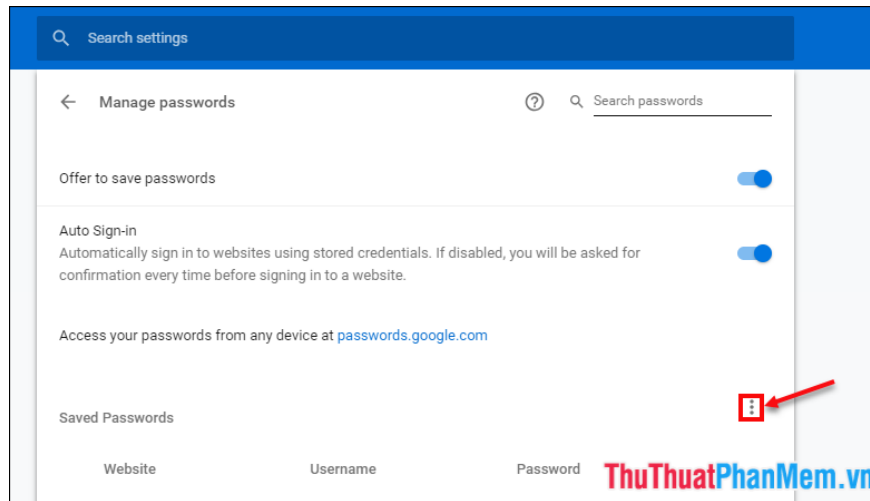 Search settings
Manage passwords
Search passwords
Offer to save passwords
Auto Sign-in
Automatically sign in to websites using stored credentials. If disabled, you will be asked for
confirmation every time before signing in to a website.
Access your passwords from any device at passwords.google.com
Saved Passwords
Website Username Password
ThuThuatPhanMem.vn